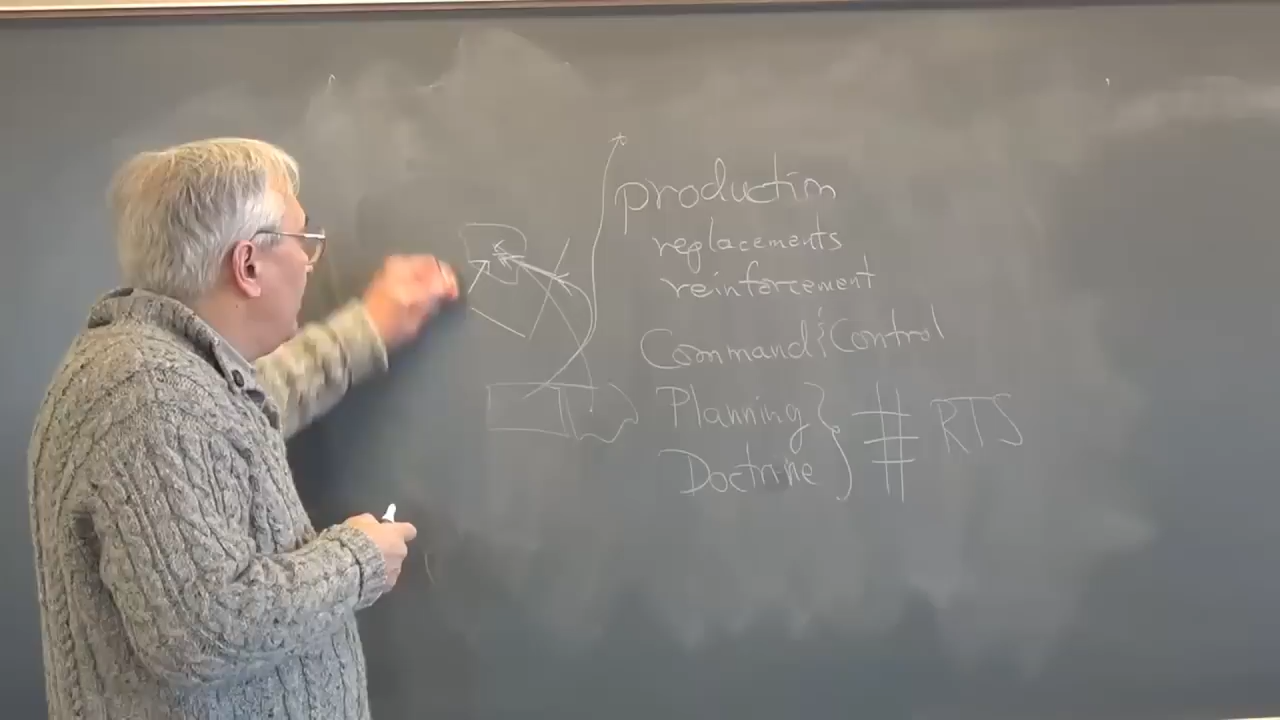 production
replacements
reinforcement
Command & Control
Planning
Doctrine } # RTS